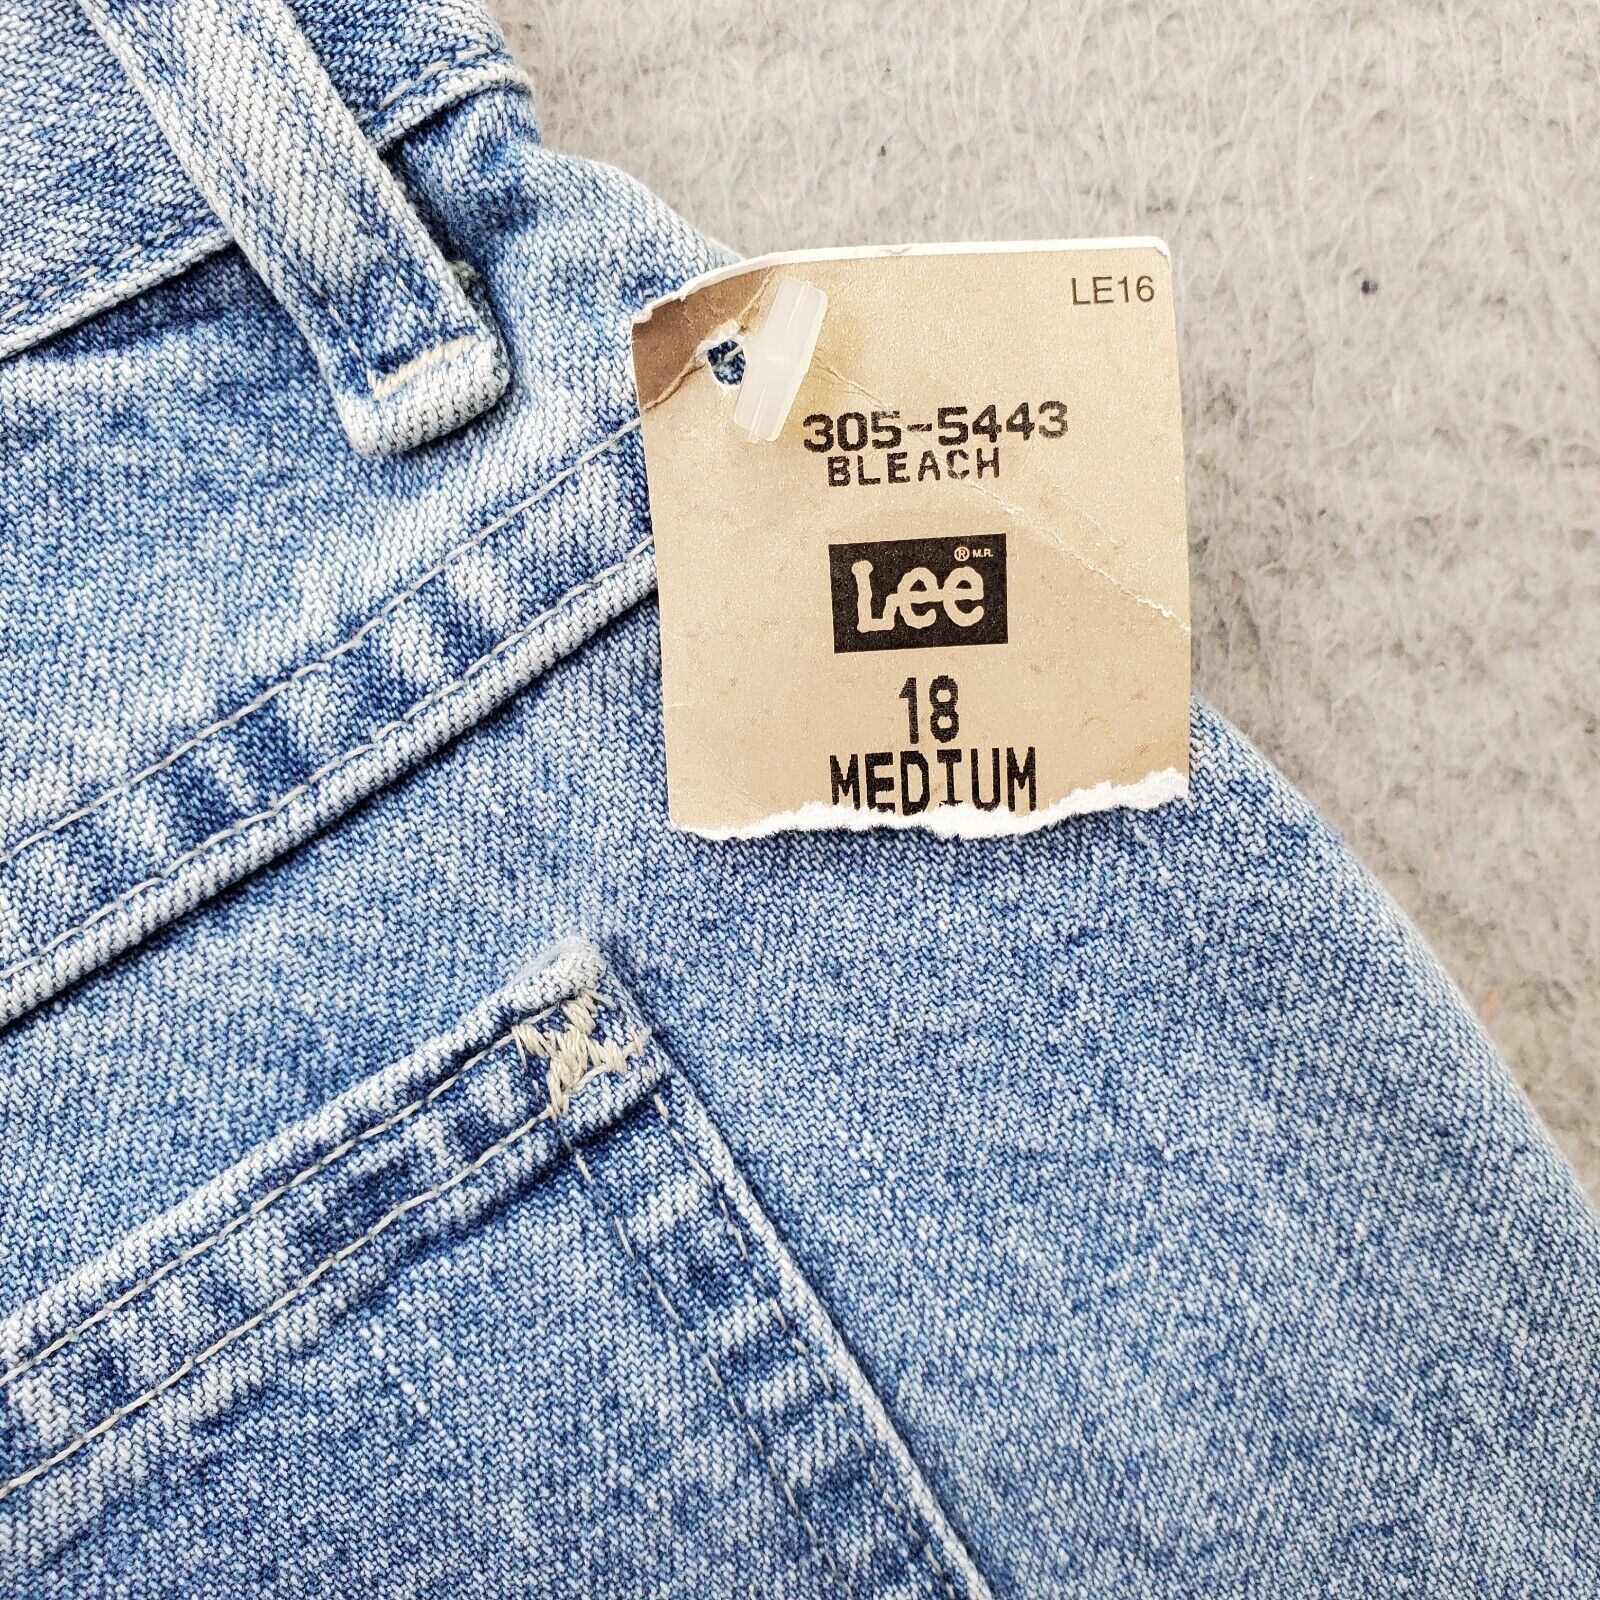 LE16
305-5443
BLEACH
Lee ® M.R.
18
MEDIUM